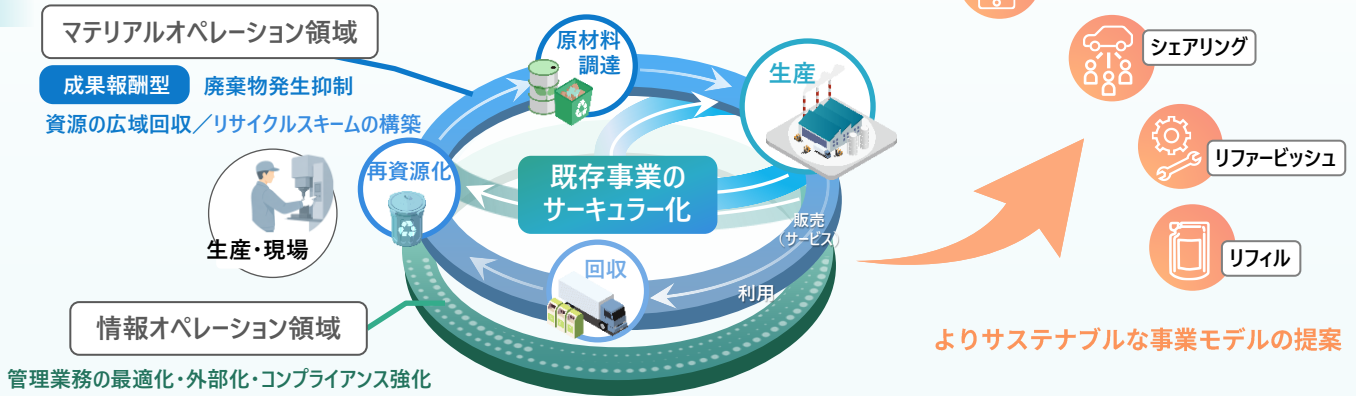 マテリアルオペレーション領域
成果報酬型 廃棄物発生抑制
資源の広域回収／リサイクルスキームの構築
生産・現場
原材料
調達
生産
再資源化
既存事業の
サーキュラー化
販売
（サービス）
利用
回収
情報オペレーション領域
管理業務の最適化・外部化・コンプライアンス強化
シェアリング
リファービッシュ
リフィル
よりサステナブルな事業モデルの提案